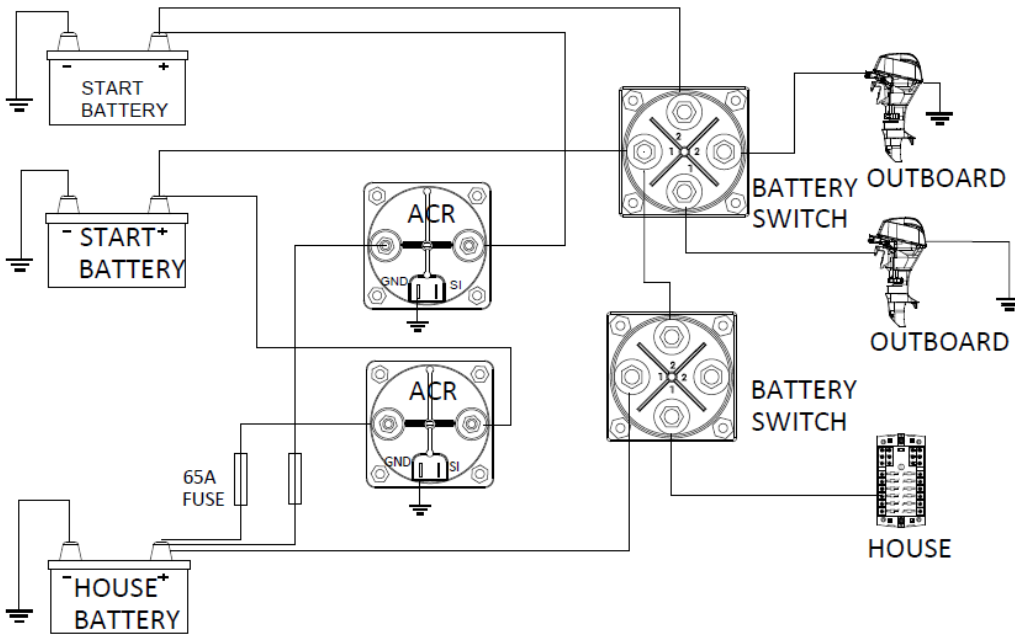 - +
START
BATTERY
- +
START
BATTERY
ACR
GND SI
2
1 2
1
BATTERY
SWITCH
OUTBOARD
OUTBOARD
ACR
GND SI
2
1 2
1
BATTERY
SWITCH
65A
FUSE
HOUSE
- +
HOUSE
BATTERY